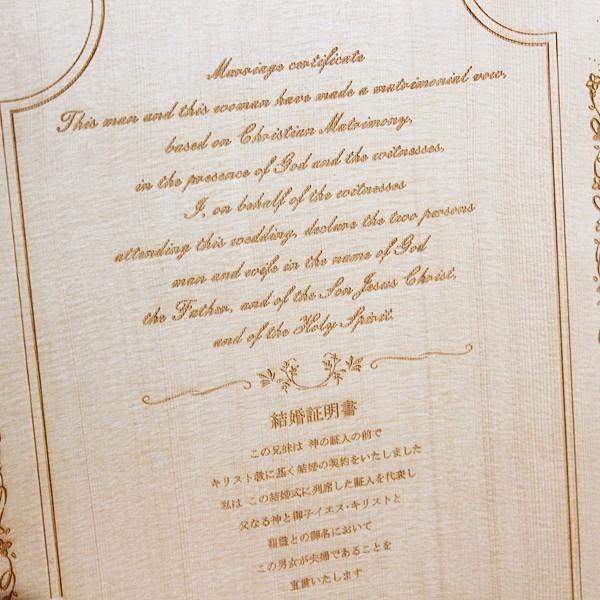 Marriage certificate
This man and this woman have made a matrimonial vow,
based on Christian Matrimony,
in the presence of God and the witnesses.
I, on behalf of the witnesses
attending this wedding, declare the two persons
man and wife in the name of God
the Father, and of the Son Jesus Christ,
and of the Holy Spirit.
結婚証明書
この兄姉は 神の証人の前で
キリスト教に基く結婚の契約をいたしました
私は この結婚式に列席した証人を代表し
父なる神と御子イエス・キリストと
聖霊との御名において
この男女が夫婦であることを
宣言いたします